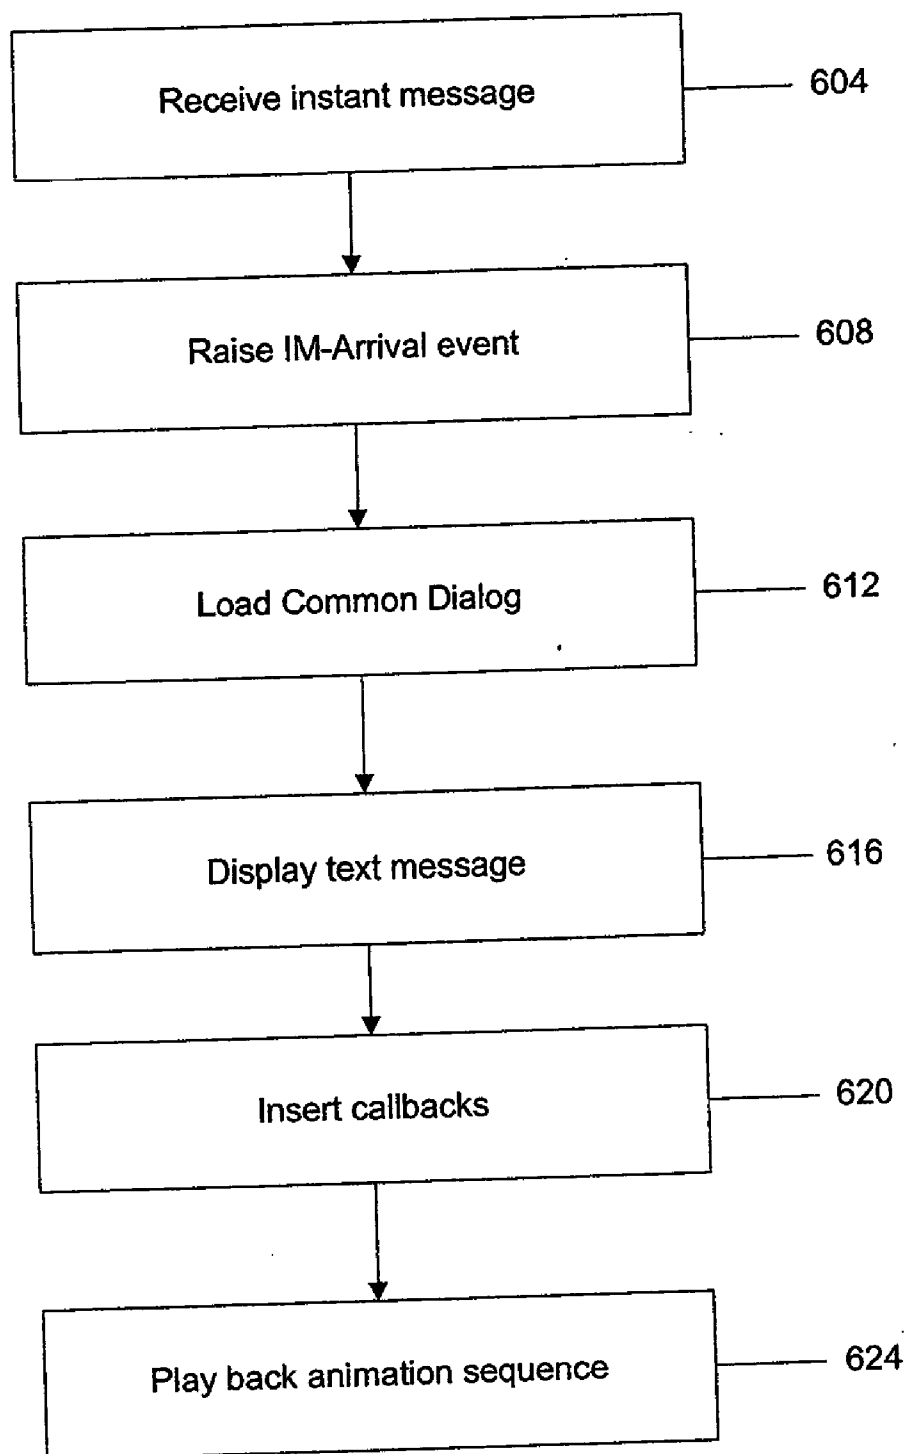 Receive instant message
604
Raise IM-Arrival event
608
Load Common Dialog
612
Display text message
616
Insert callbacks
620
Play back animation sequence
624